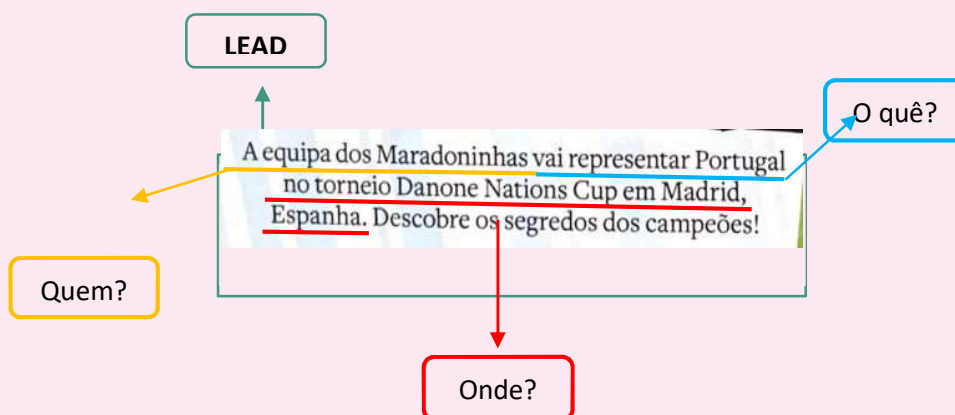 LEAD
O quê?
A equipa dos Maradoninhas vai representar Portugal
no torneio Danone Nations Cup em Madrid,
Espanha. Descobre os segredos dos campeões!
Quem?
Onde?